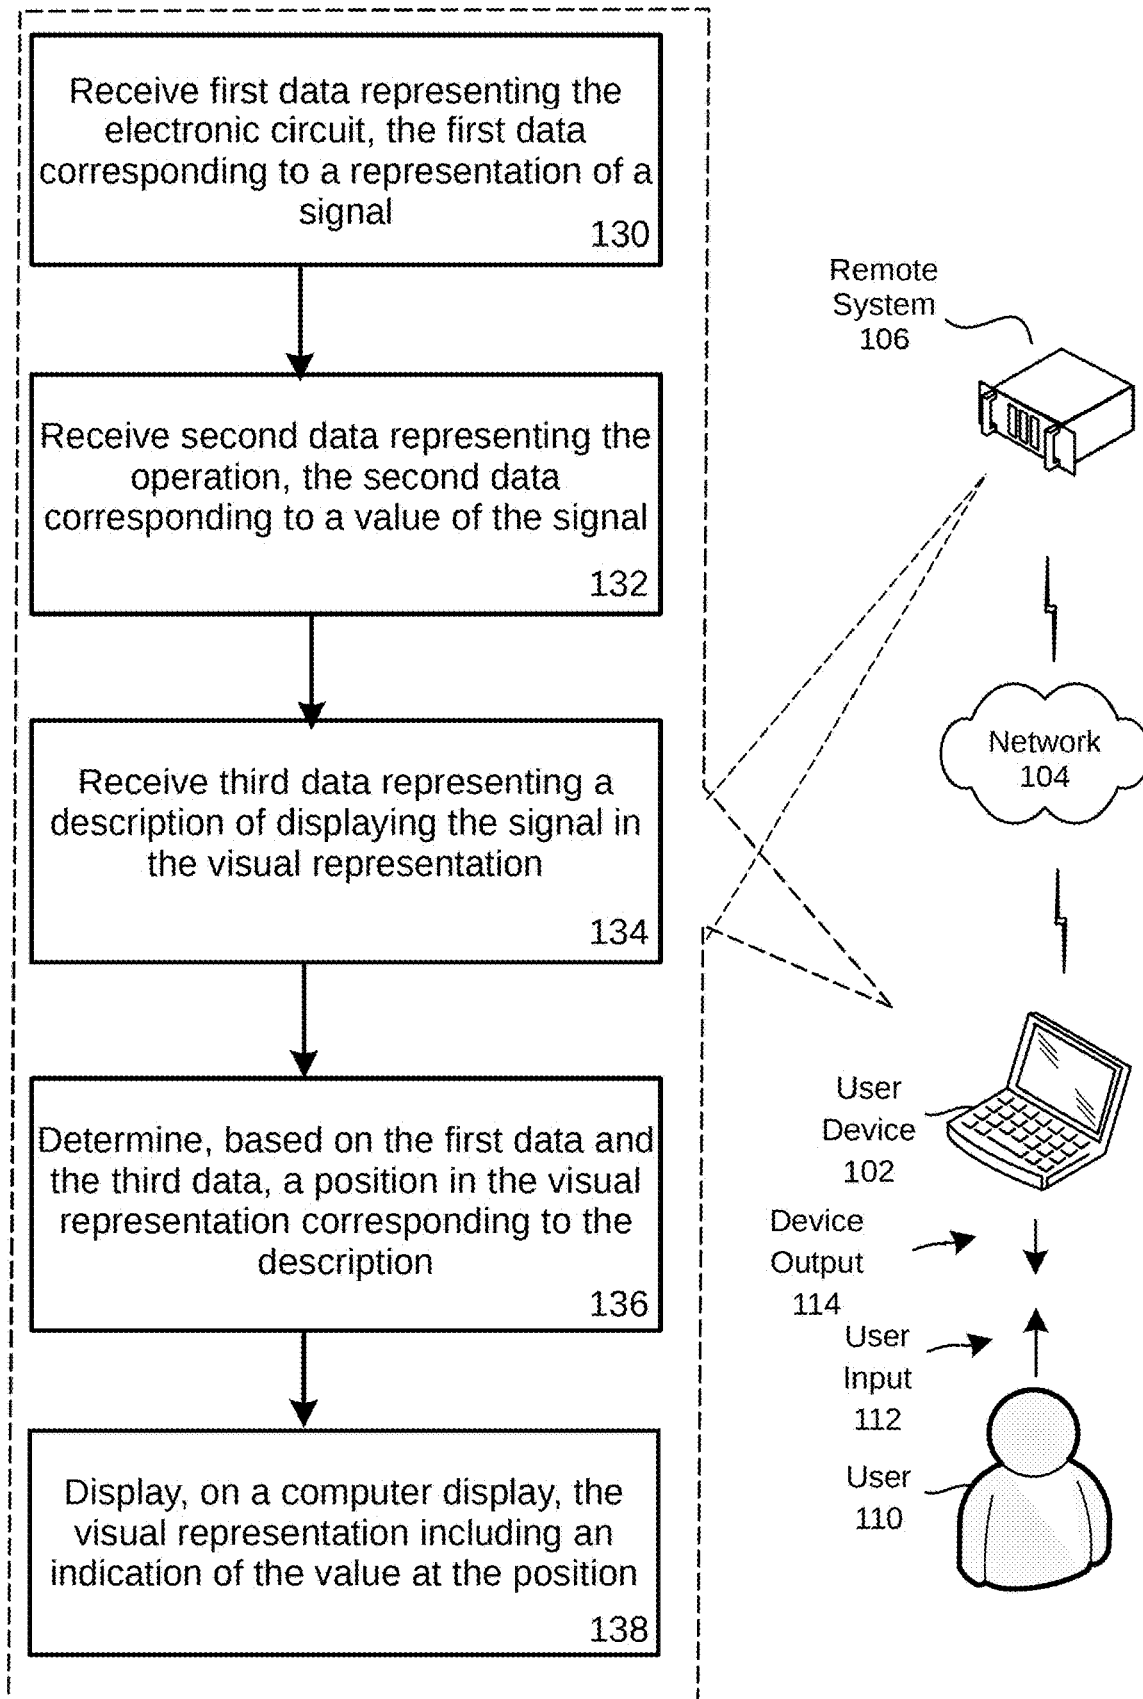 Receive first data representing the
electronic circuit, the first data
corresponding to a representation of a
signal
130
Receive second data representing the
operation, the second data
corresponding to a value of the signal
132
Receive third data representing a
description of displaying the signal in
the visual representation
134
Determine, based on the first data and
the third data, a position in the visual
representation corresponding to the
description
136
Display, on a computer display, the
visual representation including an
indication of the value at the position
138
Remote
System
106
Network
104
User
Device
102
Device
Output
114
User
Input
112
User
110